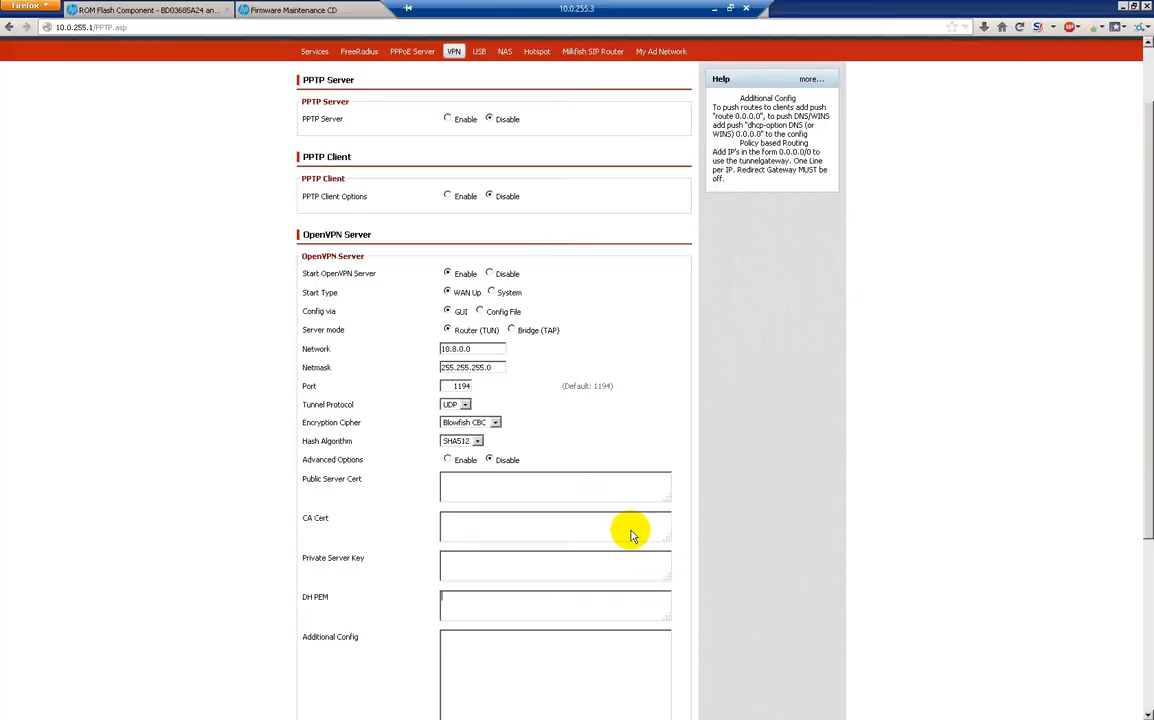 Firefox
ROM Flash Component - BD03685A24 an...
Firmware Maintenance CD
10.0.255.3
10.0.255.1/PPTP.asp
Services FreeRadius PPPoE Server VPN USB NAS Hotspot Milkfish SIP Router My Ad Network
PPTP Server
PPTP Server
PPTP Server Enable Disable
PPTP Client
PPTP Client
PPTP Client Options Enable Disable
OpenVPN Server
OpenVPN Server
Start OpenVPN Server Enable Disable
Start Type WAN Up System
Config via GUI Config File
Server mode Router (TUN) Bridge (TAP)
Network 10.8.0.0
Netmask 255.255.255.0
Port 1194 (Default: 1194)
Tunnel Protocol UDP
Encryption Cipher Blowfish CBC
Hash Algorithm SHA512
Advanced Options Enable Disable
Public Server Cert
CA Cert
Private Server Key
DH PEM
Additional Config
Help more...
Additional Config
To push routes to clients add push
"route 0.0.0.0", to push DNS/WINS
add push "dhcp-option DNS (or
WINS) 0.0.0.0" to the config
Policy based Routing
Add IP's in the form 0.0.0.0/0 to
use the tunnelgateway. One Line
per IP. Redirect Gateway MUST be
off.